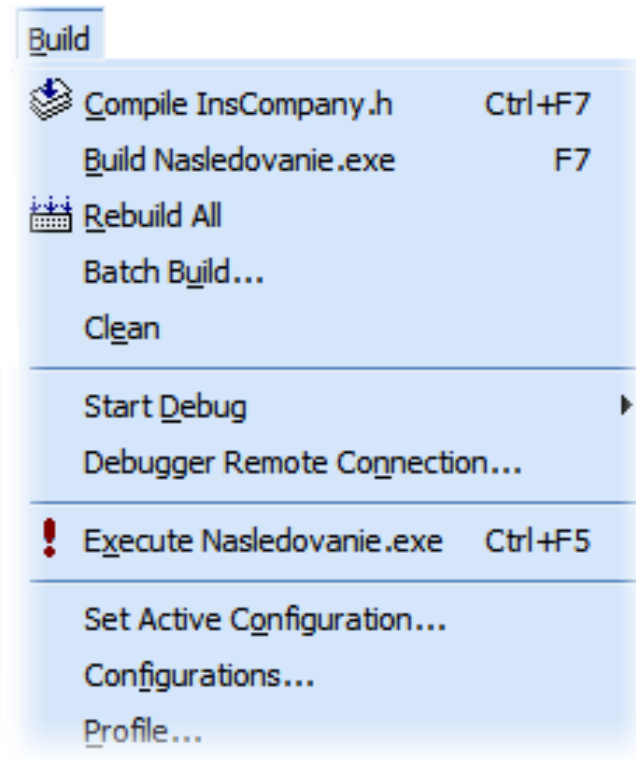 Build
Compile InsCompany.h Ctrl+F7
Build Nasledovanie.exe F7
Rebuild All
Batch Build...
Clean
Start Debug
Debugger Remote Connection...
Execute Nasledovanie.exe Ctrl+F5
Set Active Configuration...
Configurations...
Profile...